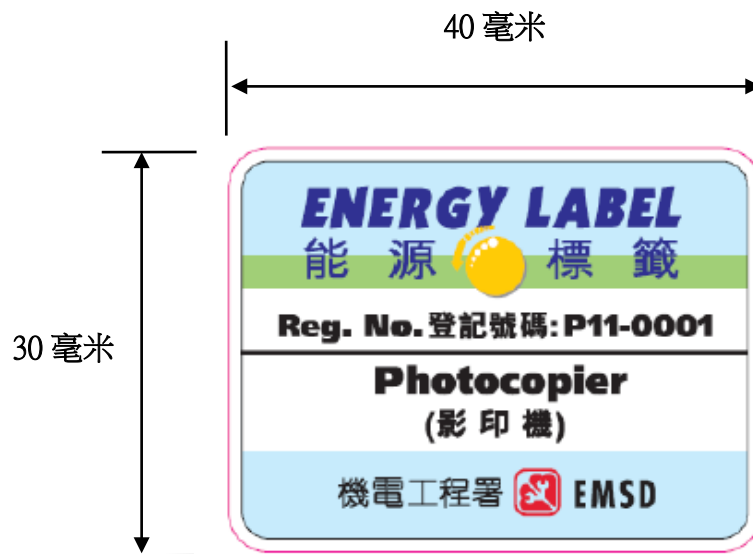 40 毫米
ENERGY LABEL
能 源 標 籤
Reg. No. 登記號碼: P11-0001
30 毫米
Photocopier
(影 印 機)
機電工程署 EMSD